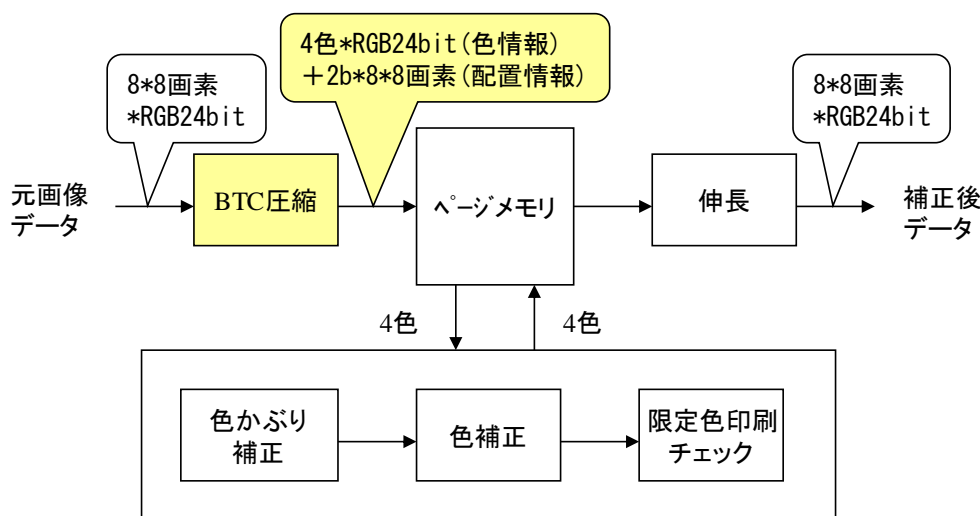 4色*RGB24bit(色情報)
+2b*8*8画素(配置情報)
8*8画素
*RGB24bit
8*8画素
*RGB24bit
元画像
データ
BTC圧縮
ページメモリ
伸長
補正後
データ
4色
4色
色かぶり
補正
色補正
限定色印刷
チェック